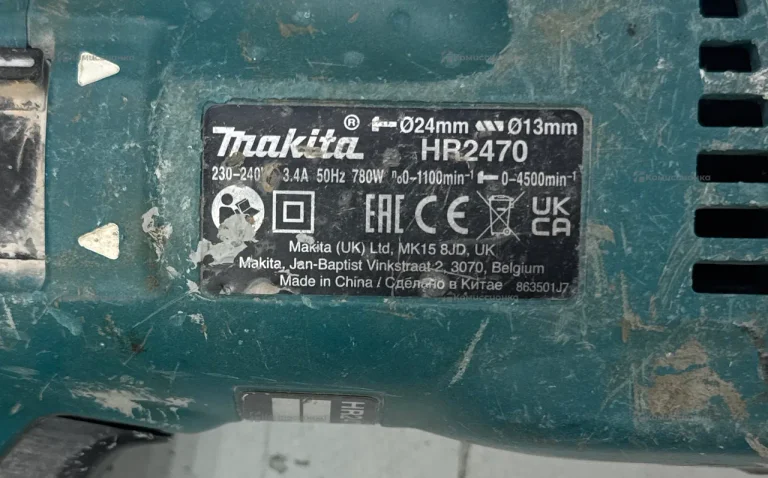 Makita® Ø24mm Ø13mm
HR2470
230-240V 3.4A 50Hz 780W n₀0-1100min⁻¹ 0-4500min⁻¹
EAC CE UK CA
Makita (UK) Ltd, MK15 8JD, UK
Makita, Jan-Baptist Vinkstraat 2, 3070, Belgium
Made in China / Сделано в Китае 863501J7